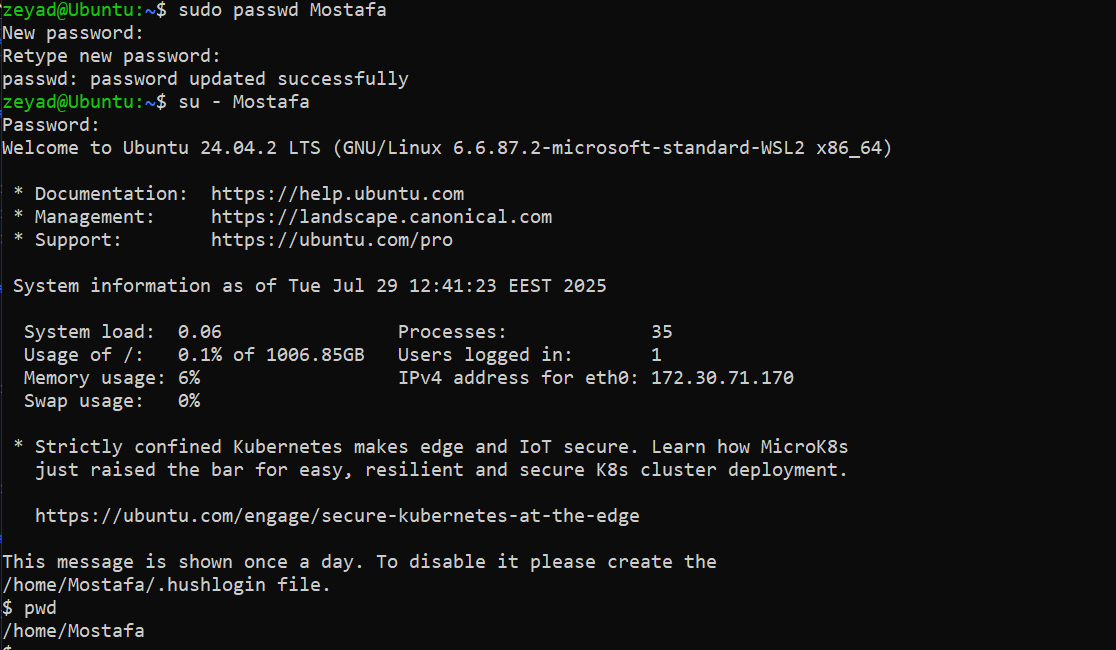 zeyad@Ubuntu:~$ sudo passwd Mostafa
New password:
Retype new password:
passwd: password updated successfully
zeyad@Ubuntu:~$ su - Mostafa
Password:
Welcome to Ubuntu 24.04.2 LTS (GNU/Linux 6.6.87.2-microsoft-standard-WSL2 x86_64)
* Documentation:  https://help.ubuntu.com
* Management:     https://landscape.canonical.com
* Support:        https://ubuntu.com/pro
System information as of Tue Jul 29 12:41:23 EEST 2025
System load:  0.06                Processes:             35
Usage of /:   0.1% of 1006.85GB   Users logged in:       1
Memory usage: 6%                  IPv4 address for eth0: 172.30.71.170
Swap usage:   0%
* Strictly confined Kubernetes makes edge and IoT secure. Learn how MicroK8s
just raised the bar for easy, resilient and secure K8s cluster deployment.
https://ubuntu.com/engage/secure-kubernetes-at-the-edge
This message is shown once a day. To disable it please create the
/home/Mostafa/.hushlogin file.
$ pwd
/home/Mostafa
$